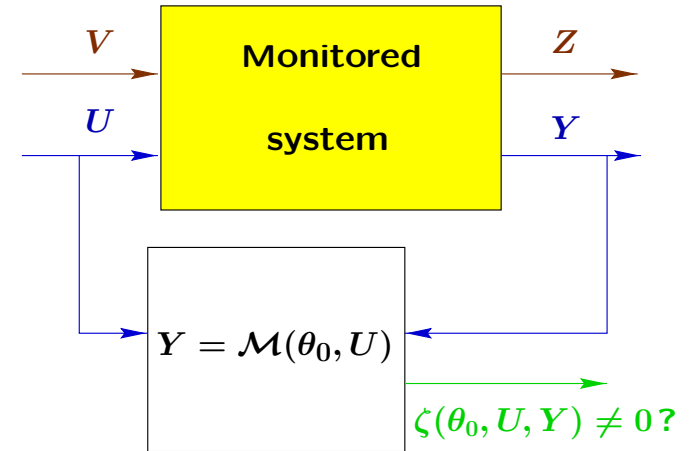 V
Monitored
Z
U
system
Y
Y = ℳ(θ₀, U)
ζ(θ₀, U, Y) ≠ 0 ?